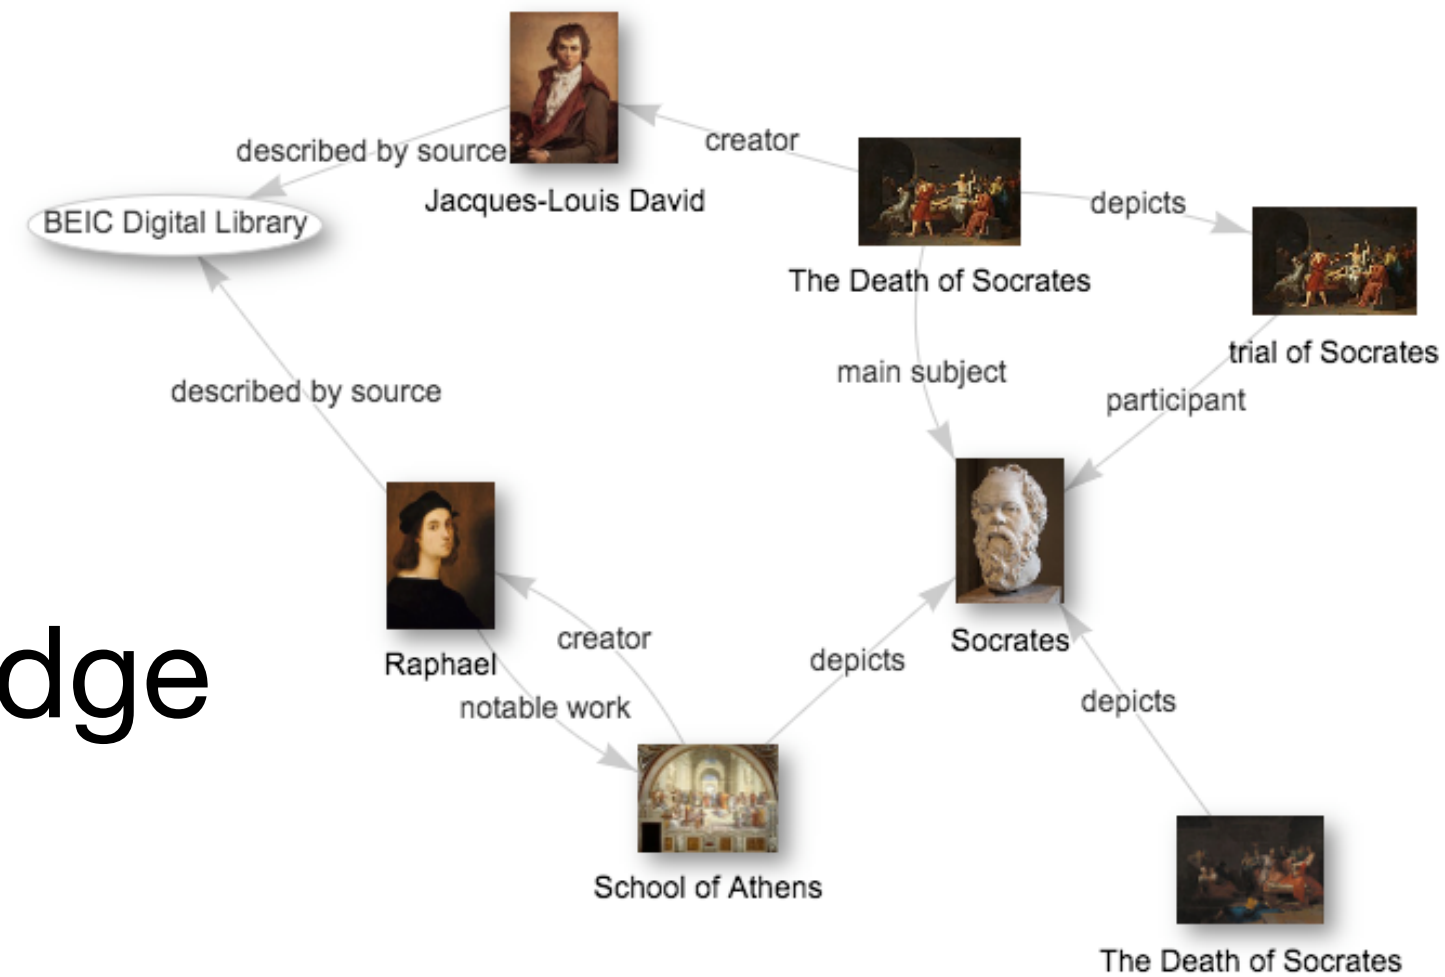 creator
described by source
Jacques-Louis David
depicts
BEIC Digital Library
The Death of Socrates
trial of Socrates
main subject
described by source
participant
creator
Socrates
depicts
Raphael
dge
notable work
depicts
School of Athens
The Death of Socrates